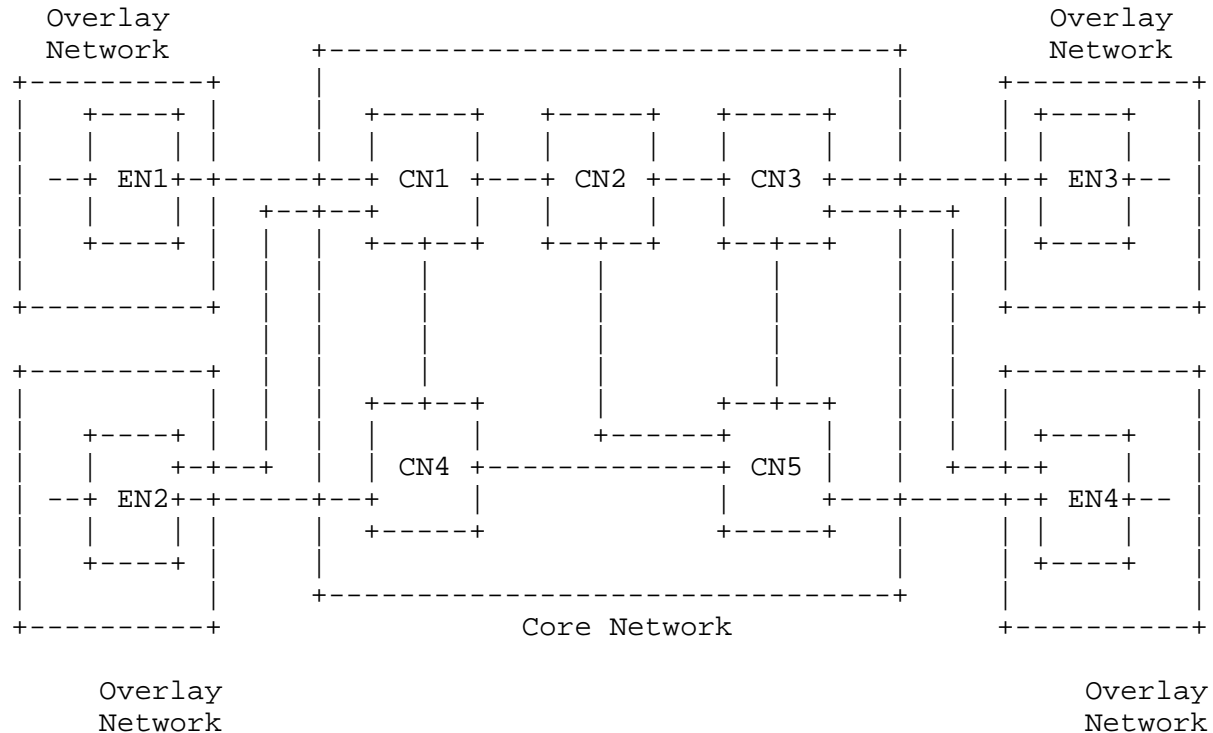 Overlay Overlay
Network Network
EN1 CN1 CN2 CN3 EN3
CN4 CN5
EN2 EN4
Core Network
Overlay Overlay
Network Network